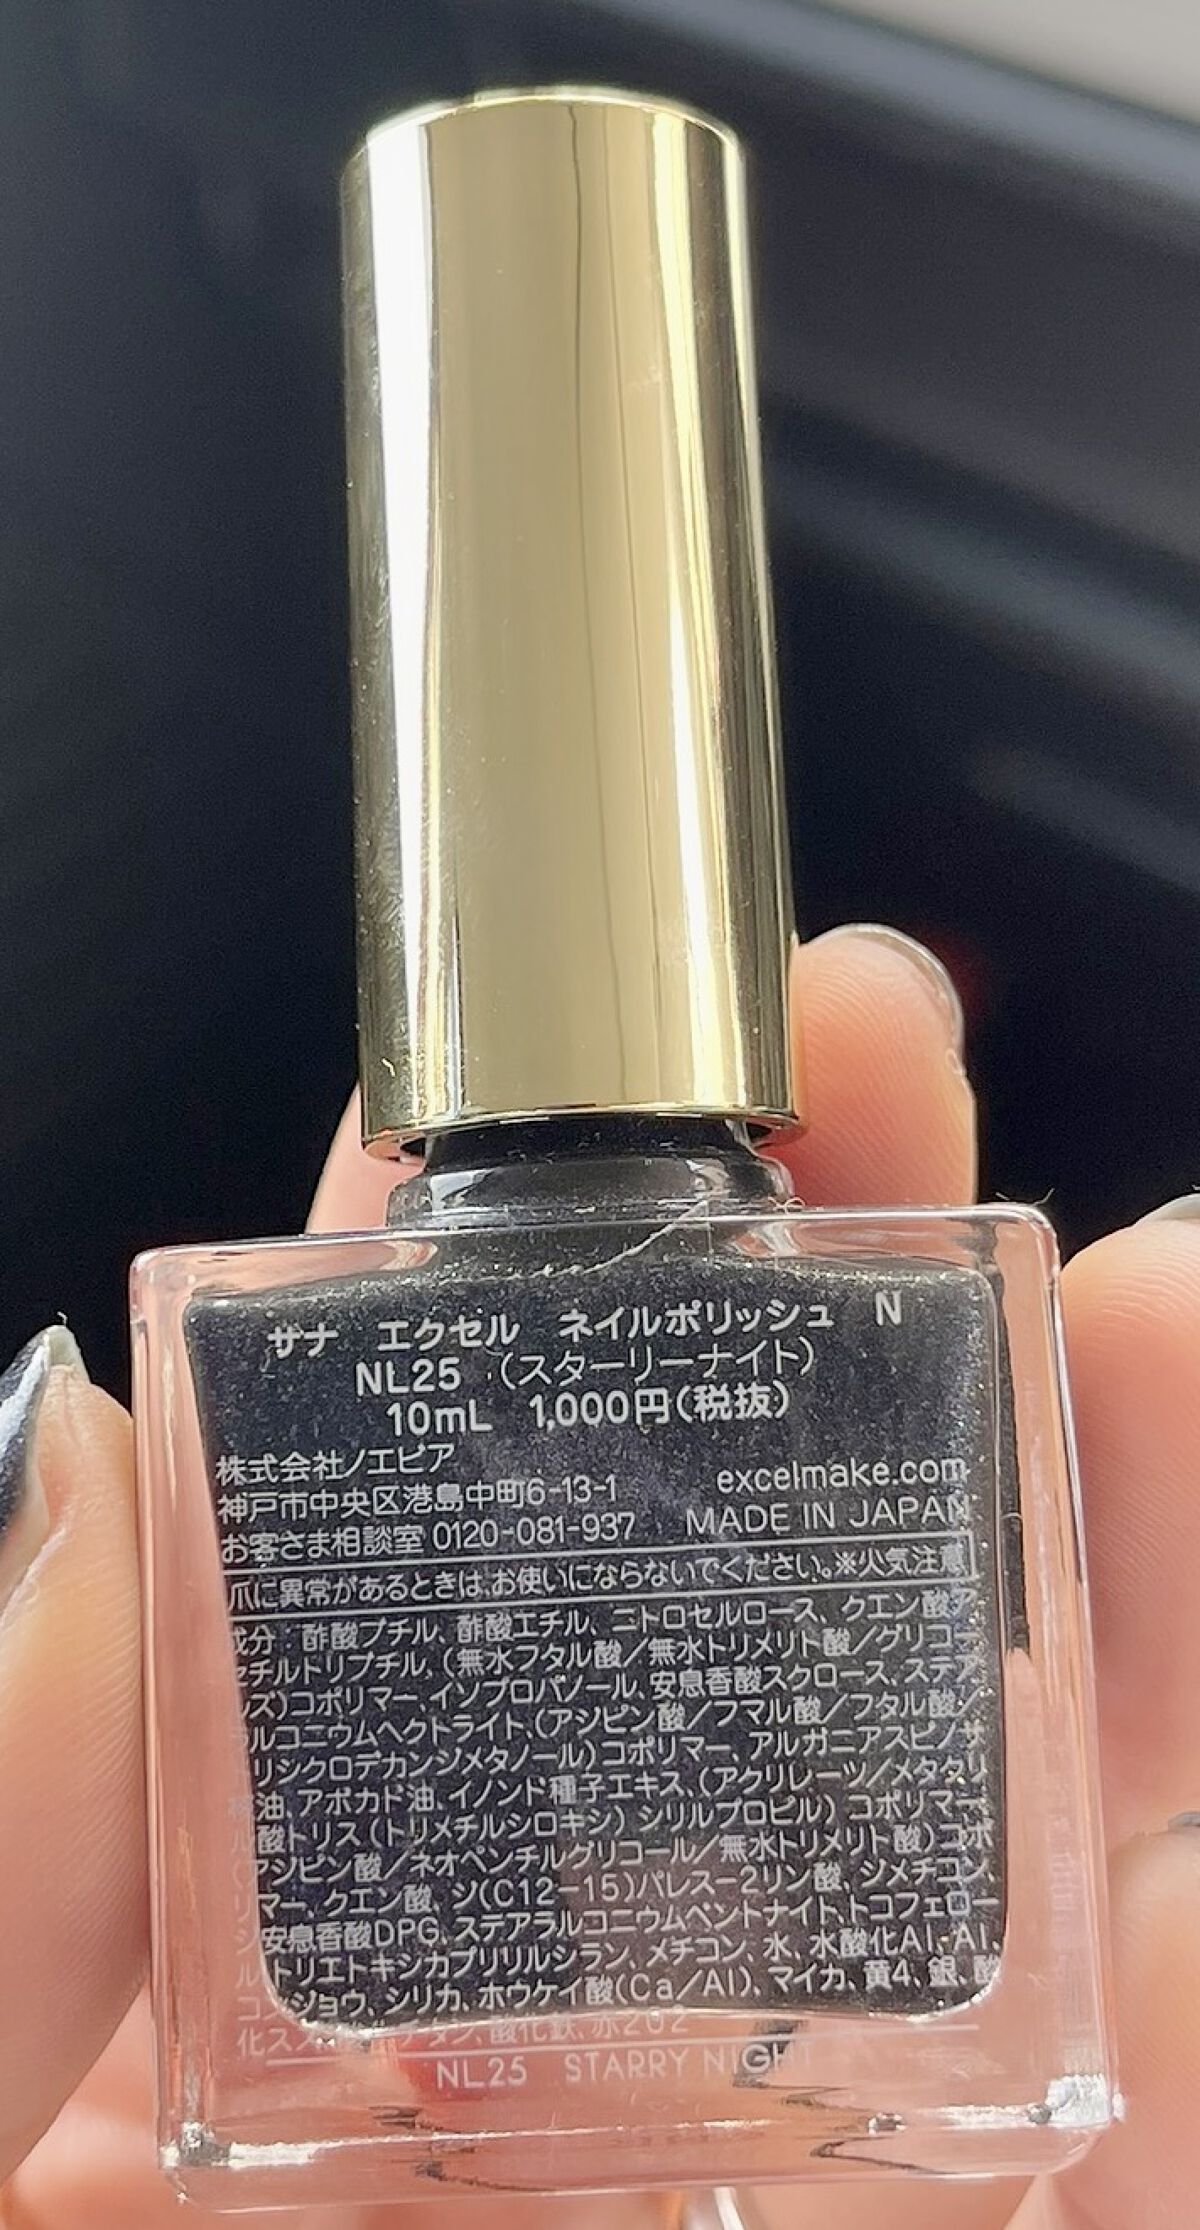 サナ エクセル ネイルポリッシュ N
NL25 (スターリーナイト)
10mL 1,000円(税抜)
株式会社ノエビア
神戸市中央区港島中町6-13-1 excelmake.com
お客さま相談室 0120-081-937 MADE IN JAPAN
爪に異常があるときは、お使いにならないでください。※火気注意
成分:酢酸ブチル、酢酸エチル、ニトロセルロース、クエン酸ア
セチルトリブチル、(無水フタル酸/無水トリメリト酸/グリコー
ルズ)コポリマー、イソプロパノール、安息香酸スクロース、ステア
ラルコニウムヘクトライト、(アジピン酸/フマル酸/フタル酸/
トリシクロデカンジメタノール)コポリマー、アルガニアスピノサ
核油、アボカド油、イノンド種子エキス、(アクリレーツ/メタクリ
ル酸トリス(トリメチルシロキシ)シリルプロピル)コポリマー、
(アジピン酸/ネオペンチルグリコール/無水トリメリト酸)コポ
リマー、クエン酸、ジ(C12-15)パレス-2リン酸、ジメチコン、
ジ安息香酸DPG、ステアラルコニウムベントナイト、トコフェロー
ル、トリエトキシカプリリルシラン、メチコン、水、水酸化Al、Al、
コンジョウ、シリカ、ホウケイ酸(Ca/Al)、マイカ、黄4、銀、酸
化スズ、酸化チタン、酸化鉄、赤202
NL25 STARRY NIGHT